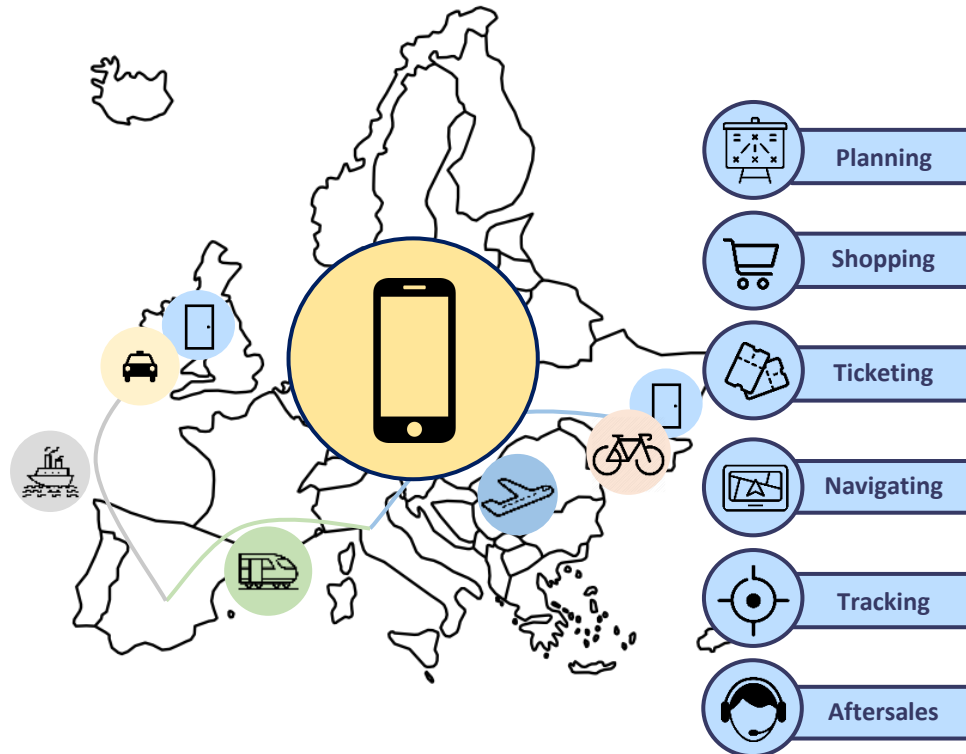 Planning
Shopping
Ticketing
Navigating
Tracking
Aftersales